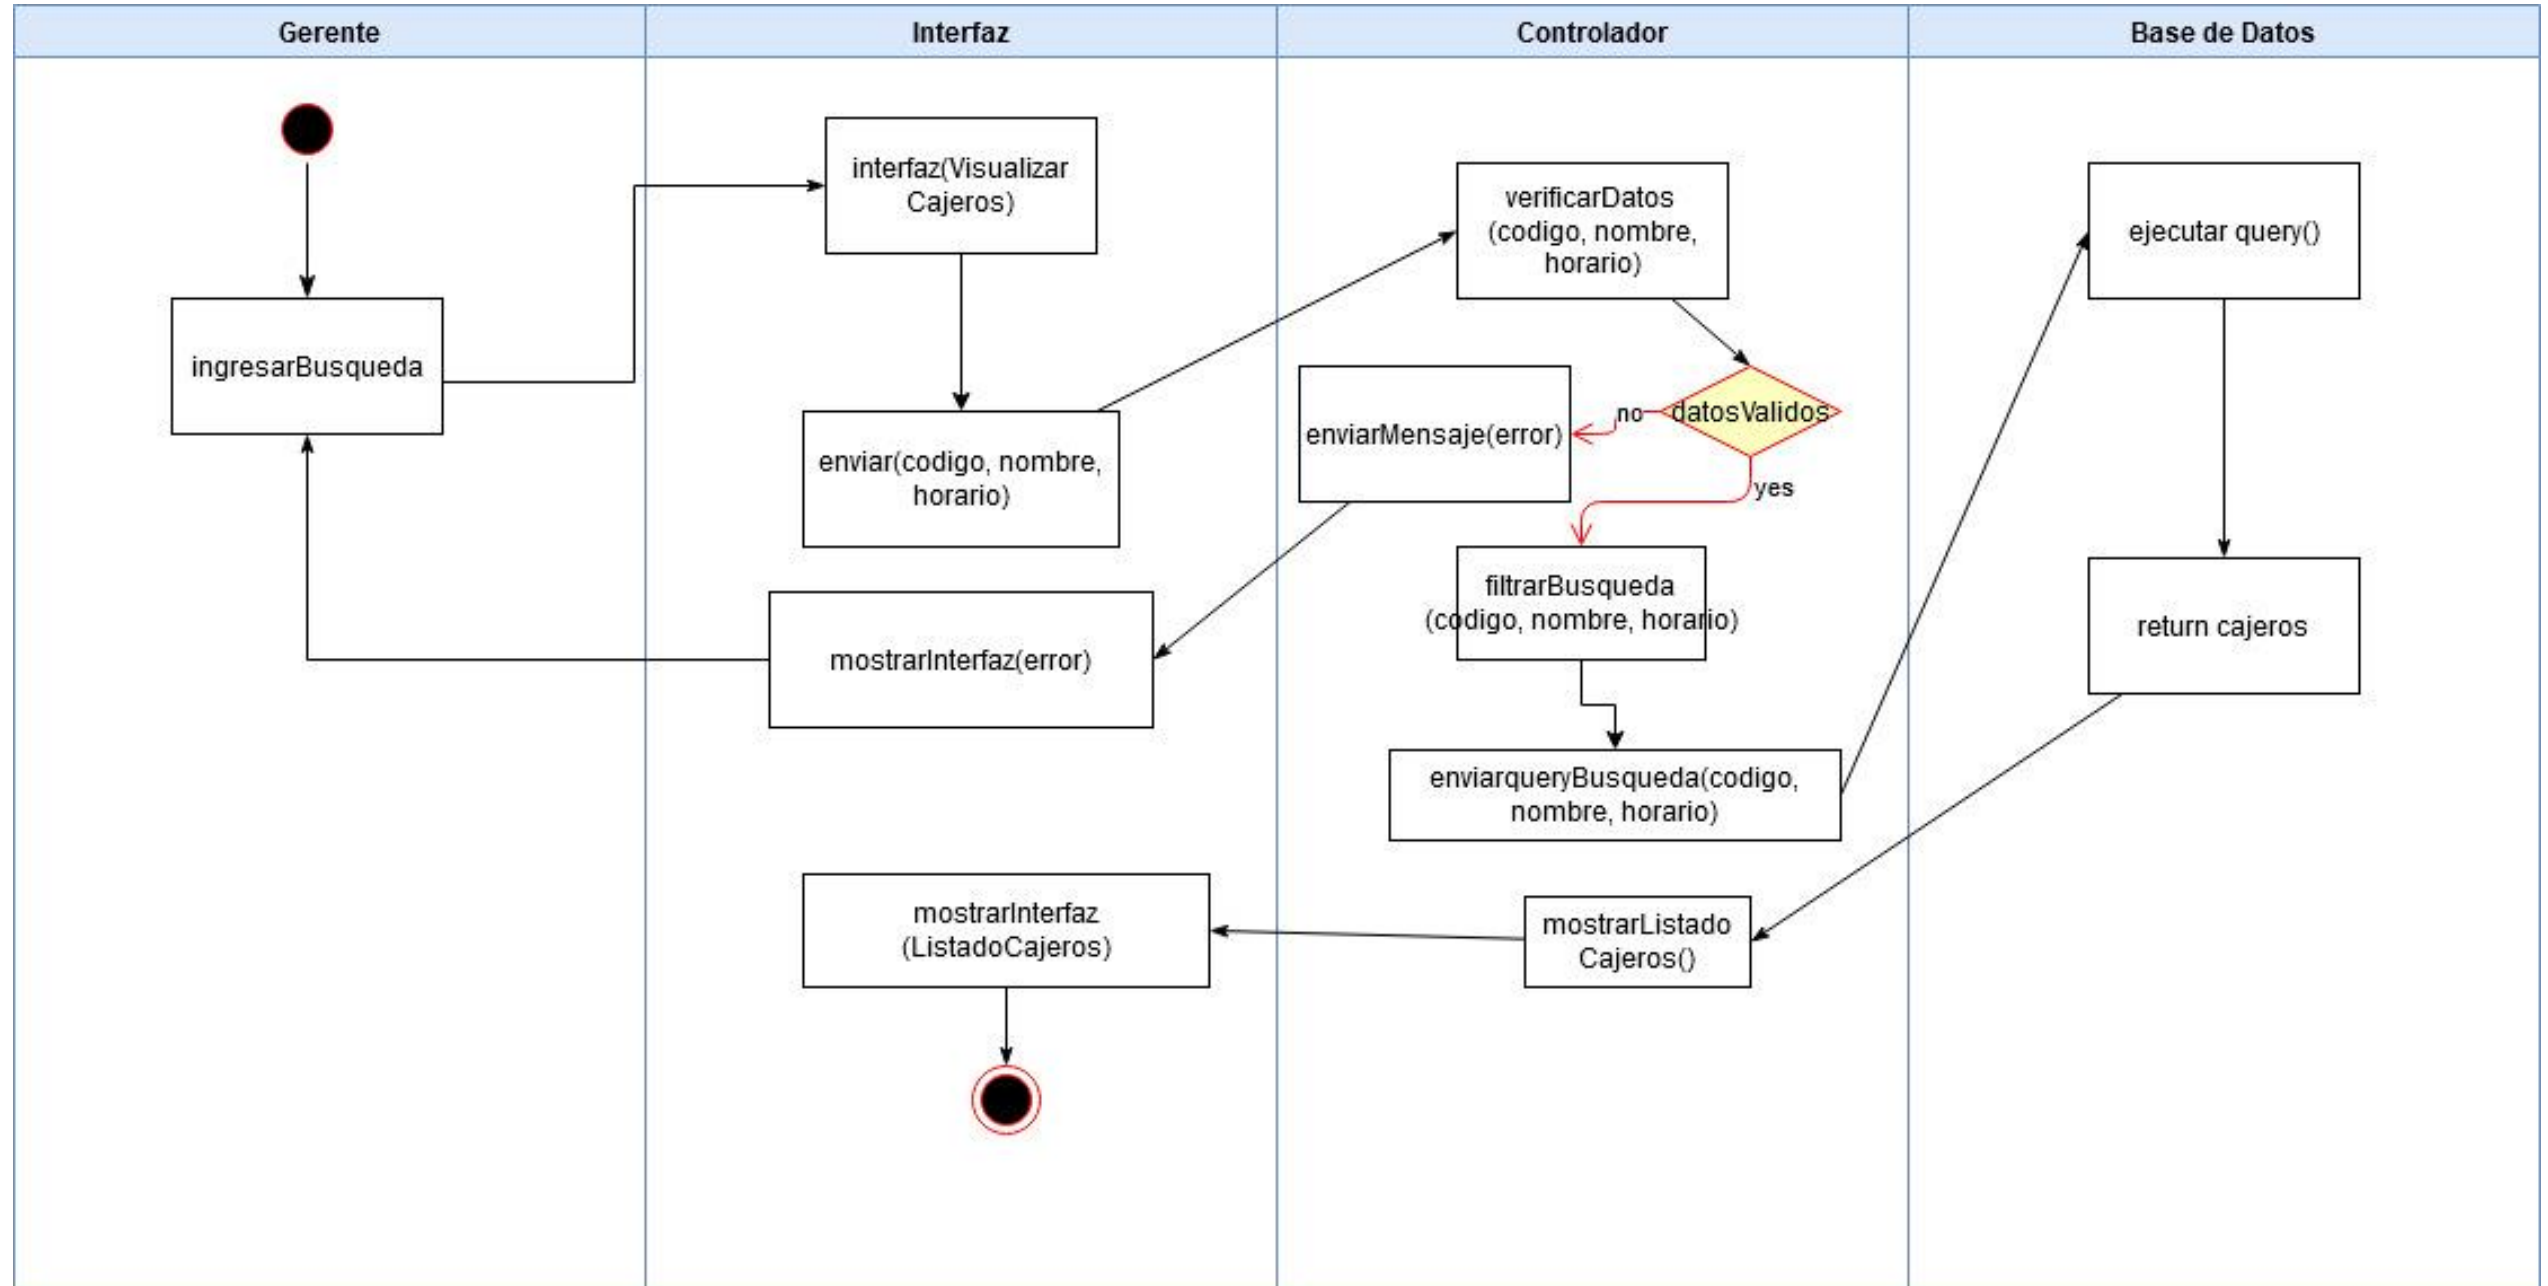 Gerente
Interfaz
Controlador
Base de Datos
interfaz(Visualizar
Cajeros)
verificarDatos
(codigo, nombre,
horario)
ejecutar query()
ingresarBusqueda
enviar(codigo, nombre,
horario)
enviarMensaje(error)
no
datosValidos
yes
filtrarBusqueda
(codigo, nombre, horario)
return cajeros
mostrarInterfaz(error)
enviarqueryBusqueda(codigo,
nombre, horario)
mostrarInterfaz
(ListadoCajeros)
mostrarListado
Cajeros()